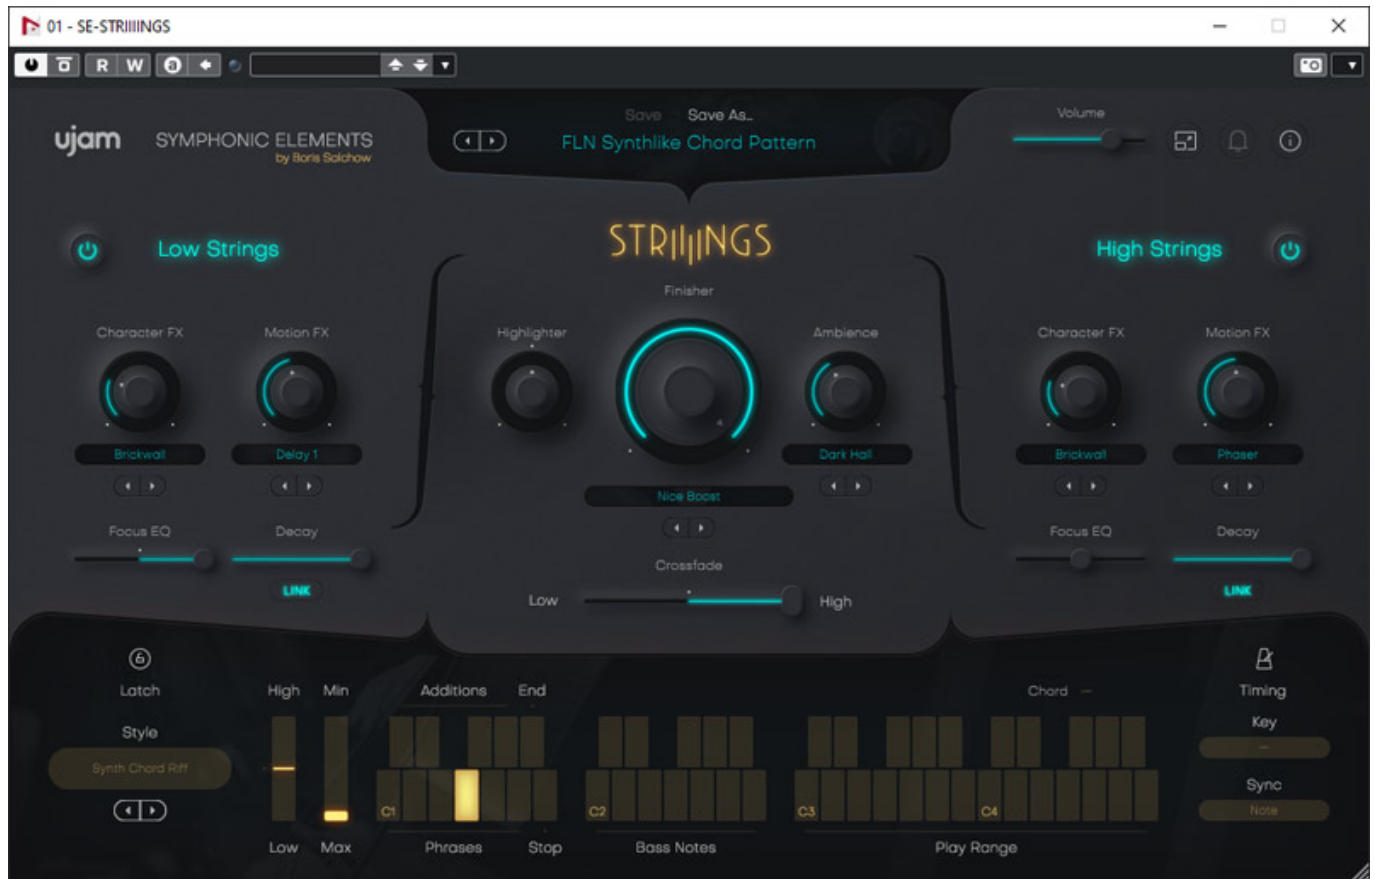 01 - SE-STRIIIINGS
R W
a
ujam
SYMPHONIC ELEMENTS
by Boris Salchow
Save Save As...
FLN Synthlike Chord Pattern
Volume
Low Strings
STRIIIINGS
High Strings
Finisher
Character FX Motion FX Highlighter Ambience Character FX Motion FX
Brickwall Delay 1 Dark Hall Brickwall Phaser
Nice Boost
Focus EQ Decay Focus EQ Decay
Crossfade
LINK LINK
Low High
Latch High Min Additions End Chord – Timing
Style Key
Synth Chord Riff –
Sync
C1 C2 C3 C4 Note
Low Max Phrases Stop Bass Notes Play Range